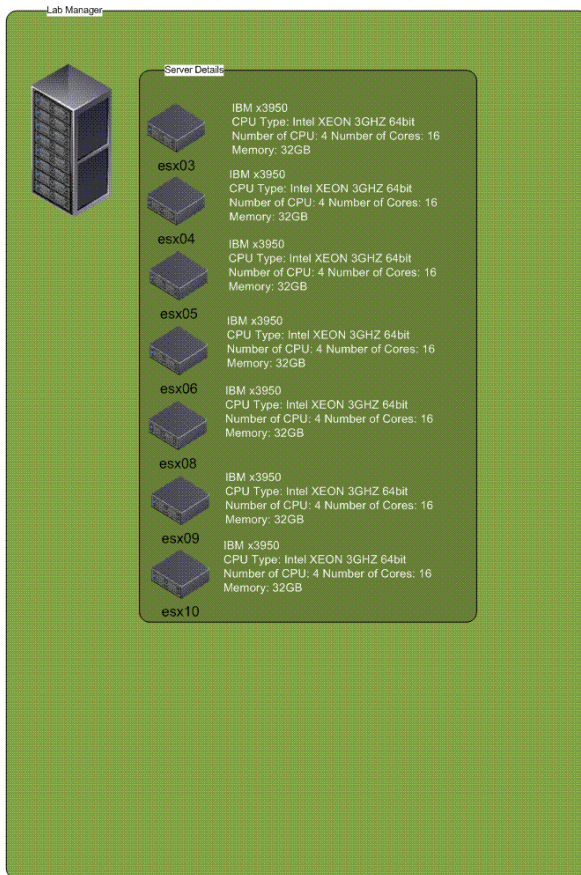 Lab Manager
Server Details
IBM x3950
CPU Type: Intel XEON 3GHZ 64bit
Number of CPU: 4 Number of Cores: 16
Memory: 32GB
esx03
IBM x3950
CPU Type: Intel XEON 3GHZ 64bit
Number of CPU: 4 Number of Cores: 16
Memory: 32GB
esx04
IBM x3950
CPU Type: Intel XEON 3GHZ 64bit
Number of CPU: 4 Number of Cores: 16
Memory: 32GB
esx05
IBM x3950
CPU Type: Intel XEON 3GHZ 64bit
Number of CPU: 4 Number of Cores: 16
Memory: 32GB
esx06
IBM x3950
CPU Type: Intel XEON 3GHZ 64bit
Number of CPU: 4 Number of Cores: 16
Memory: 32GB
esx08
IBM x3950
CPU Type: Intel XEON 3GHZ 64bit
Number of CPU: 4 Number of Cores: 16
Memory: 32GB
esx09
IBM x3950
CPU Type: Intel XEON 3GHZ 64bit
Number of CPU: 4 Number of Cores: 16
Memory: 32GB
esx10